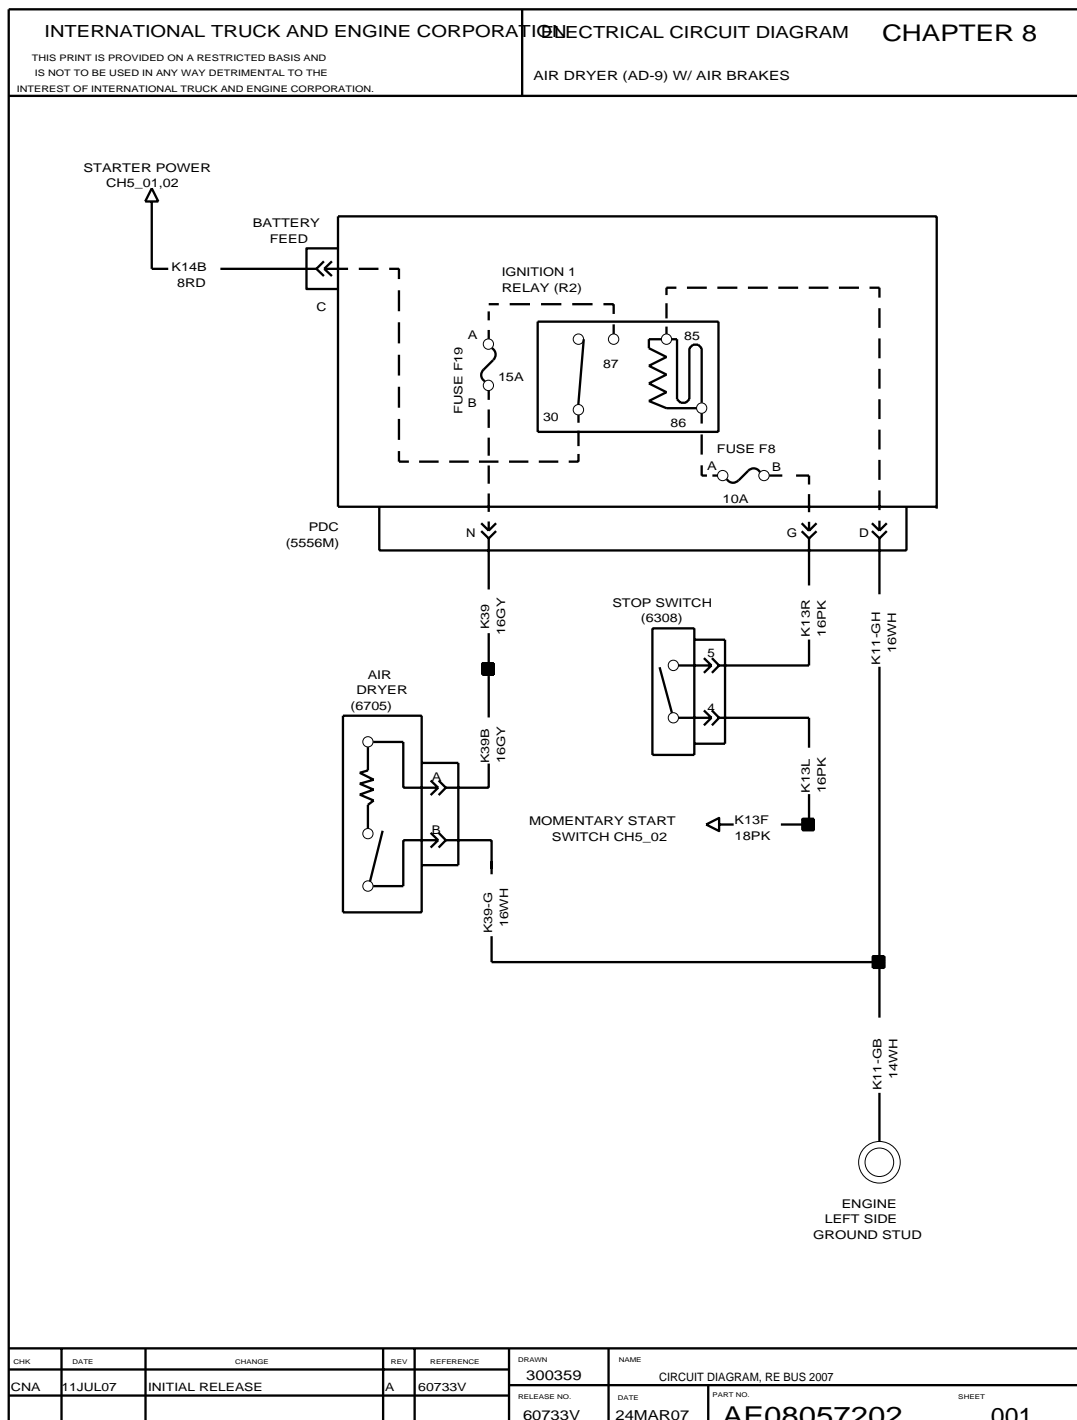 INTERNATIONAL TRUCK AND ENGINE CORPORATION
THIS PRINT IS PROVIDED ON A RESTRICTED BASIS AND
IS NOT TO BE USED IN ANY WAY DETRIMENTAL TO THE
INTEREST OF INTERNATIONAL TRUCK AND ENGINE CORPORATION.
ELECTRICAL CIRCUIT DIAGRAM
CHAPTER 8
AIR DRYER (AD-9) W/ AIR BRAKES
STARTER POWER
CH5_01,02
BATTERY
FEED
K14B
8RD
C
IGNITION 1
RELAY (R2)
A
FUSE F19
15A
B
87
85
30
86
FUSE F8
A
B
10A
PDC
(5556M)
N
G
D
K39
16GY
STOP SWITCH
(6308)
K13R
16PK
K11-GH
16WH
5
4
AIR
DRYER
(6705)
K39B
16GY
A
B
K13L
16PK
MOMENTARY START
SWITCH CH5_02
K13F
18PK
K39-G
16WH
K11-GB
14WH
ENGINE
LEFT SIDE
GROUND STUD
CHK
DATE
CHANGE
REV
REFERENCE
CNA
11JUL07
INITIAL RELEASE
A
60733V
DRAWN
300359
NAME
CIRCUIT DIAGRAM, RE BUS 2007
RELEASE NO.
60733V
DATE
24MAR07
PART NO.
AE08057202
SHEET
001